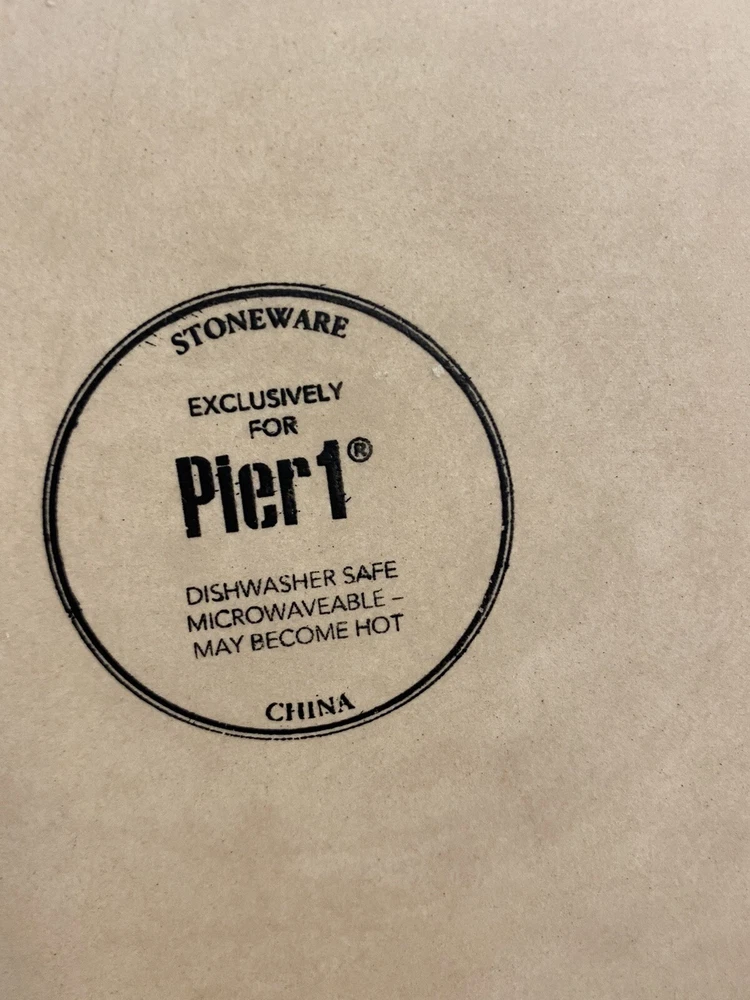 STONEWARE
EXCLUSIVELY
FOR
Pier1®
DISHWASHER SAFE
MICROWAVEABLE –
MAY BECOME HOT
CHINA